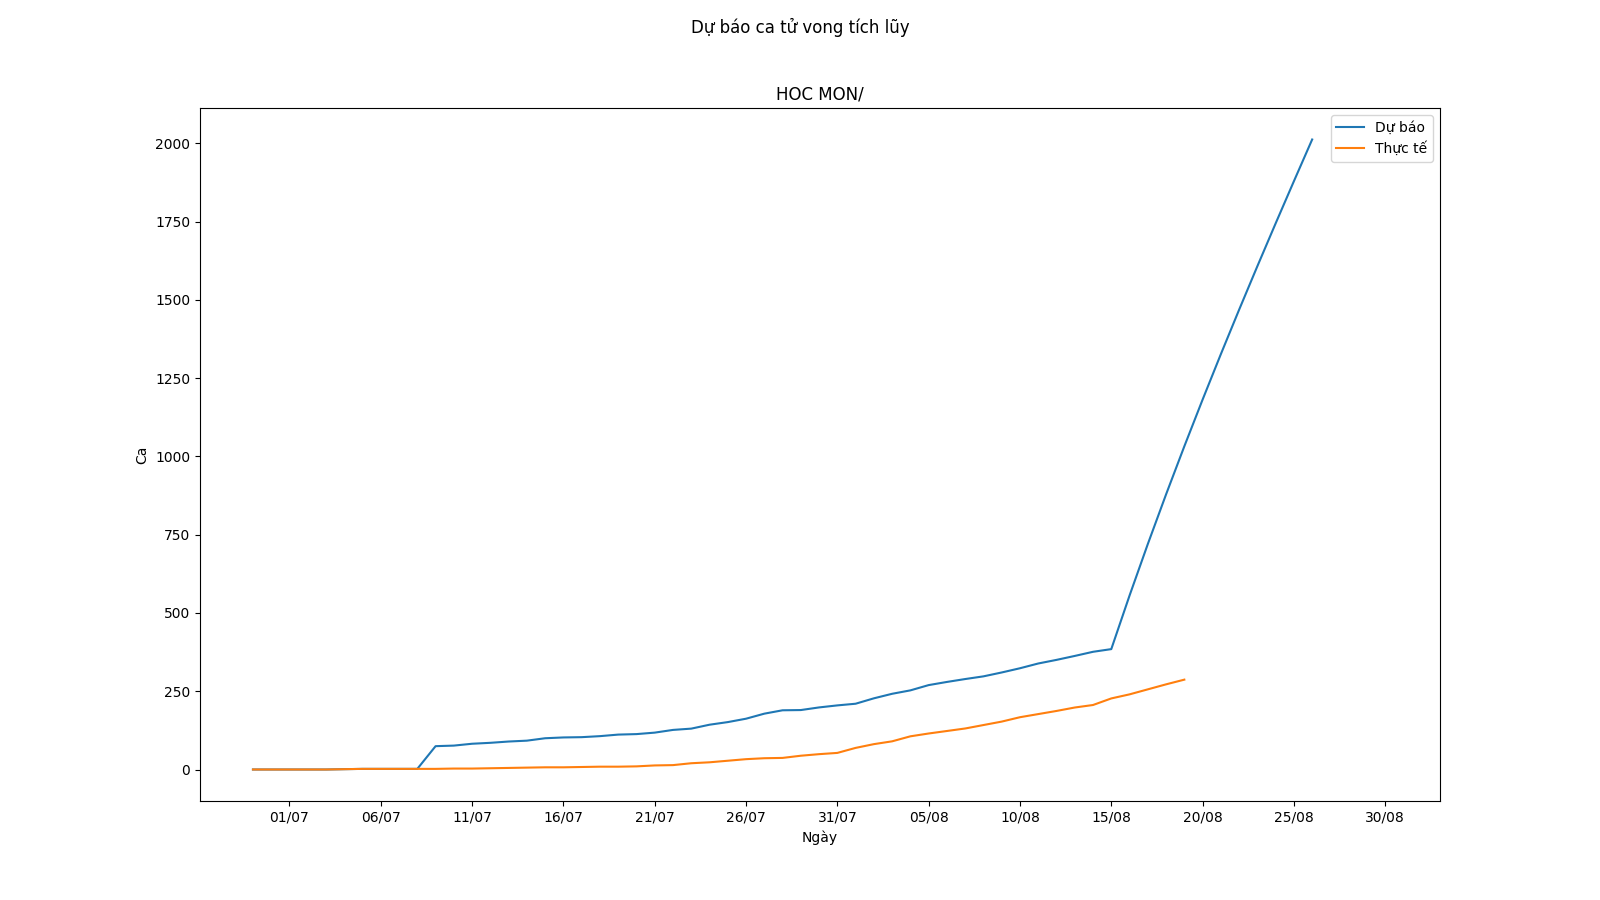 Dự báo ca tử vong tích lũy
HOC MON/
Dự báo
Thực tế
2000
1750
1500
1250
1000
750
500
250
0
Ca
01/07 06/07 11/07 16/07 21/07 26/07 31/07 05/08 10/08 15/08 20/08 25/08 30/08
Ngày